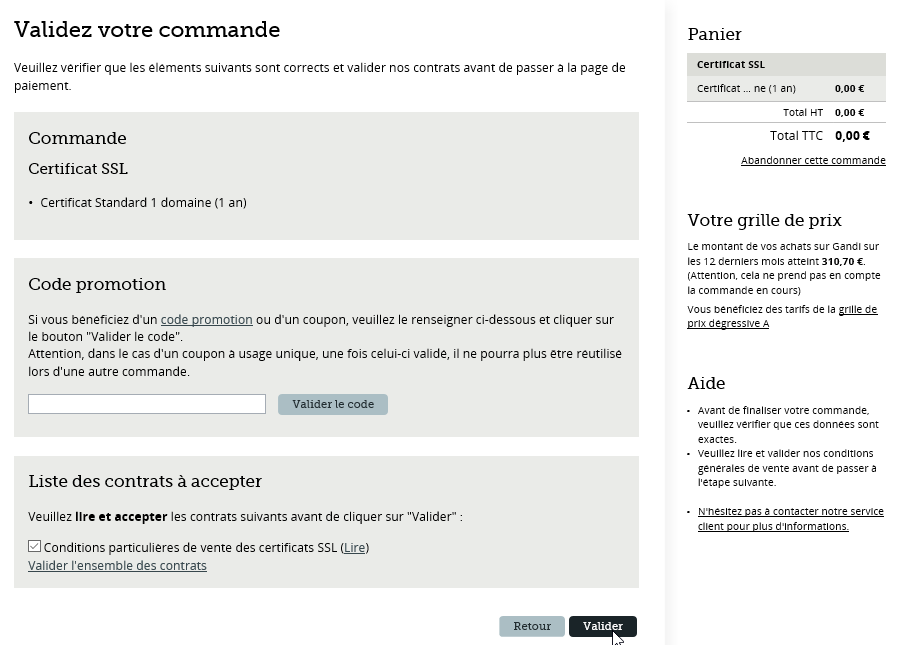 Validez votre commande
Veuillez vérifier que les éléments suivants sont corrects et valider nos contrats avant de passer à la page de
paiement.
Commande
Certificat SSL
• Certificat Standard 1 domaine (1 an)
Code promotion
Si vous bénéficiez d'un code promotion ou d'un coupon, veuillez le renseigner ci-dessous et cliquer sur
le bouton "Valider le code".
Attention, dans le cas d'un coupon à usage unique, une fois celui-ci validé, il ne pourra plus être réutilisé
lors d'une autre commande.
Valider le code
Liste des contrats à accepter
Veuillez lire et accepter les contrats suivants avant de cliquer sur "Valider" :
Conditions particulières de vente des certificats SSL (Lire)
Valider l'ensemble des contrats
Retour
Valider
Panier
Certificat SSL
Certificat ... ne (1 an) 0,00 €
Total HT 0,00 €
Total TTC 0,00 €
Abandonner cette commande
Votre grille de prix
Le montant de vos achats sur Gandi sur
les 12 derniers mois atteint 310,70 €.
(Attention, cela ne prend pas en compte
la commande en cours)
Vous bénéficiez des tarifs de la grille de
prix dégressive A
Aide
• Avant de finaliser votre commande,
veuillez vérifier que ces données sont
exactes.
• Veuillez lire et valider nos conditions
générales de vente avant de passer à
l'étape suivante.
• N'hésitez pas à contacter notre service
client pour plus d'informations.